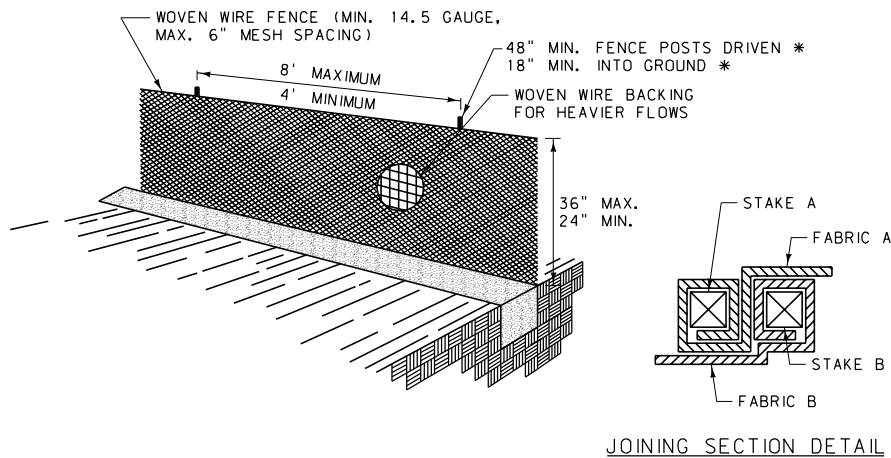 WOVEN WIRE FENCE (MIN. 14.5 GAUGE,
MAX. 6" MESH SPACING)
48" MIN. FENCE POSTS DRIVEN *
18" MIN. INTO GROUND *
8' MAXIMUM
4' MINIMUM
WOVEN WIRE BACKING
FOR HEAVIER FLOWS
36" MAX.
24" MIN.
STAKE A
FABRIC A
STAKE B
FABRIC B
JOINING SECTION DETAIL